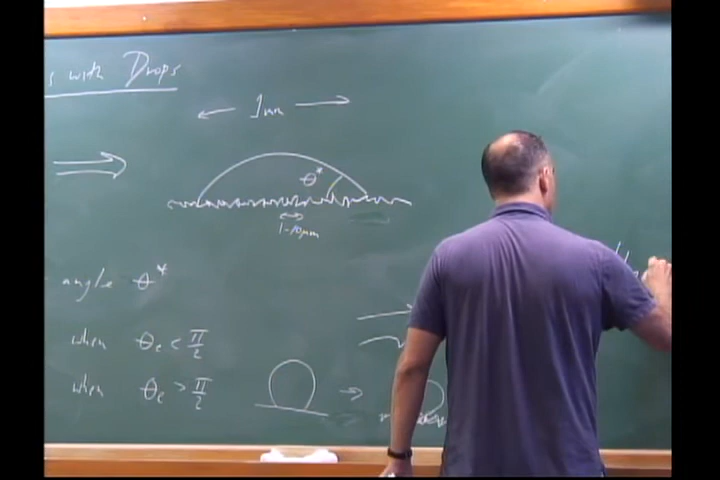 s with Drops
1mm
θ*
1-10μm
angle θ*
when θc < π/2
when θc > π/2